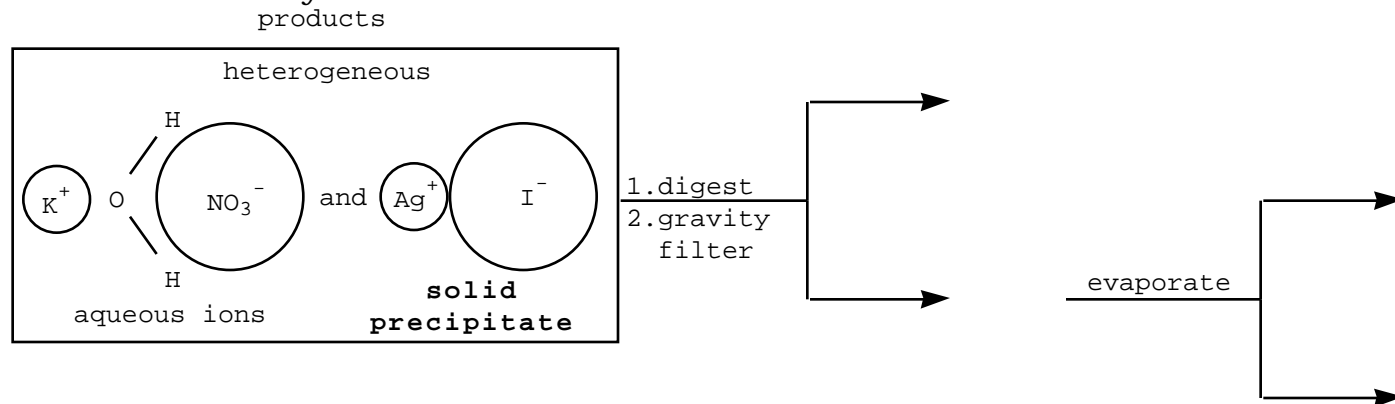 products
heterogeneous
H
K⁺ O NO₃⁻ and Ag⁺ I⁻
H
aqueous ions
solid
precipitate
1.digest
2.gravity
filter
evaporate